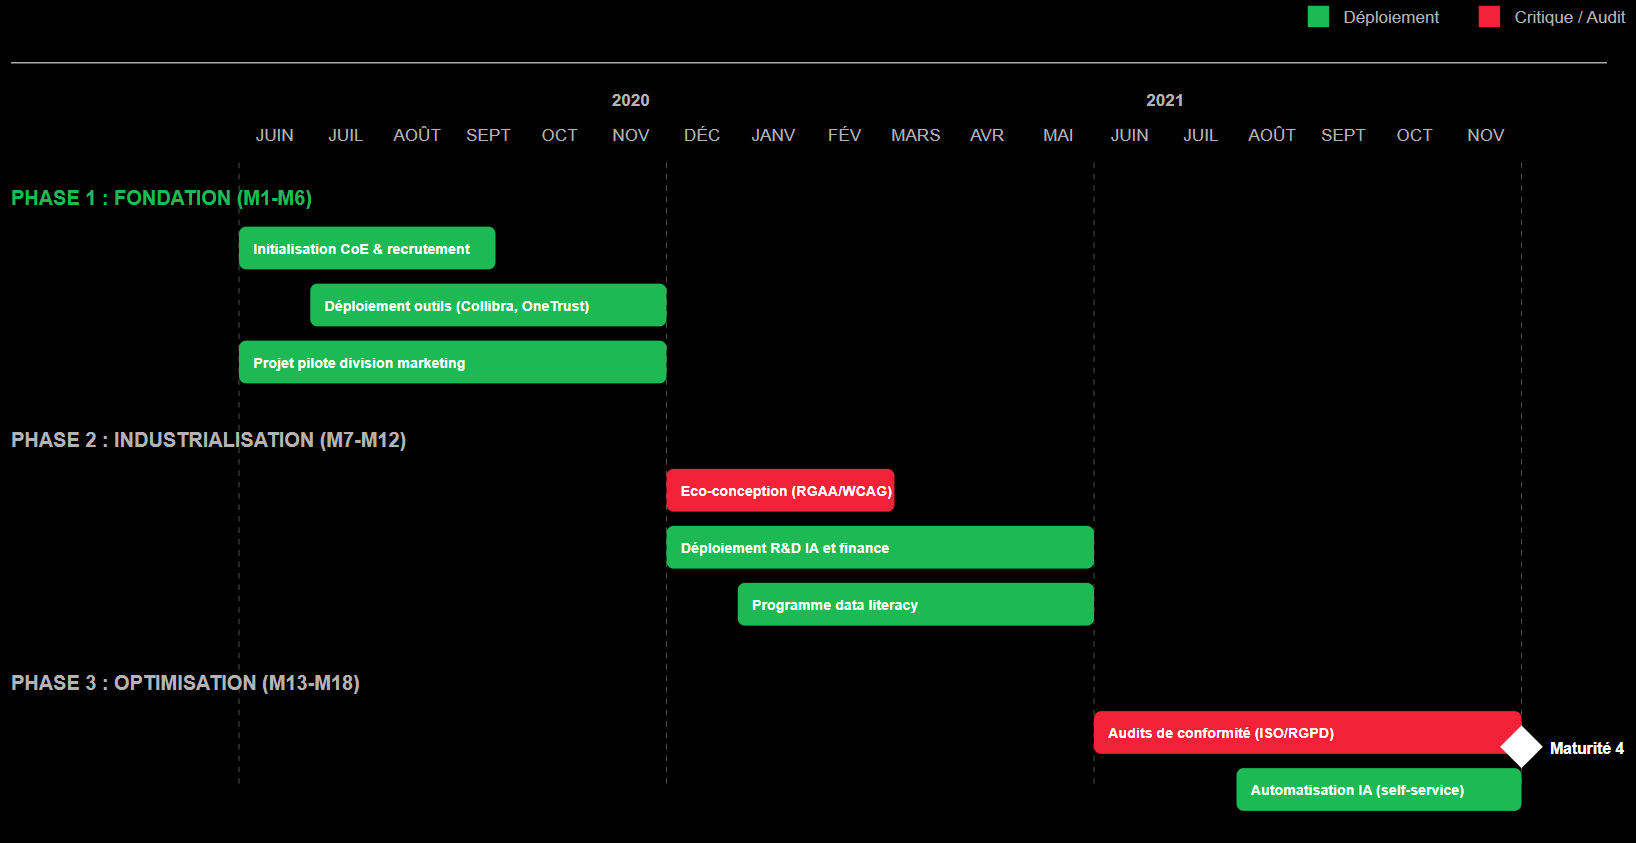 Déploiement
Critique / Audit
2020 2021
JUIN JUIL AOÛT SEPT OCT NOV DÉC JANV FÉV MARS AVR MAI JUIN JUIL AOÛT SEPT OCT NOV
PHASE 1 : FONDATION (M1-M6)
Initialisation CoE & recrutement
Déploiement outils (Collibra, OneTrust)
Projet pilote division marketing
PHASE 2 : INDUSTRIALISATION (M7-M12)
Eco-conception (RGAA/WCAG)
Déploiement R&D IA et finance
Programme data literacy
PHASE 3 : OPTIMISATION (M13-M18)
Audits de conformité (ISO/RGPD)
Maturité 4
Automatisation IA (self-service)